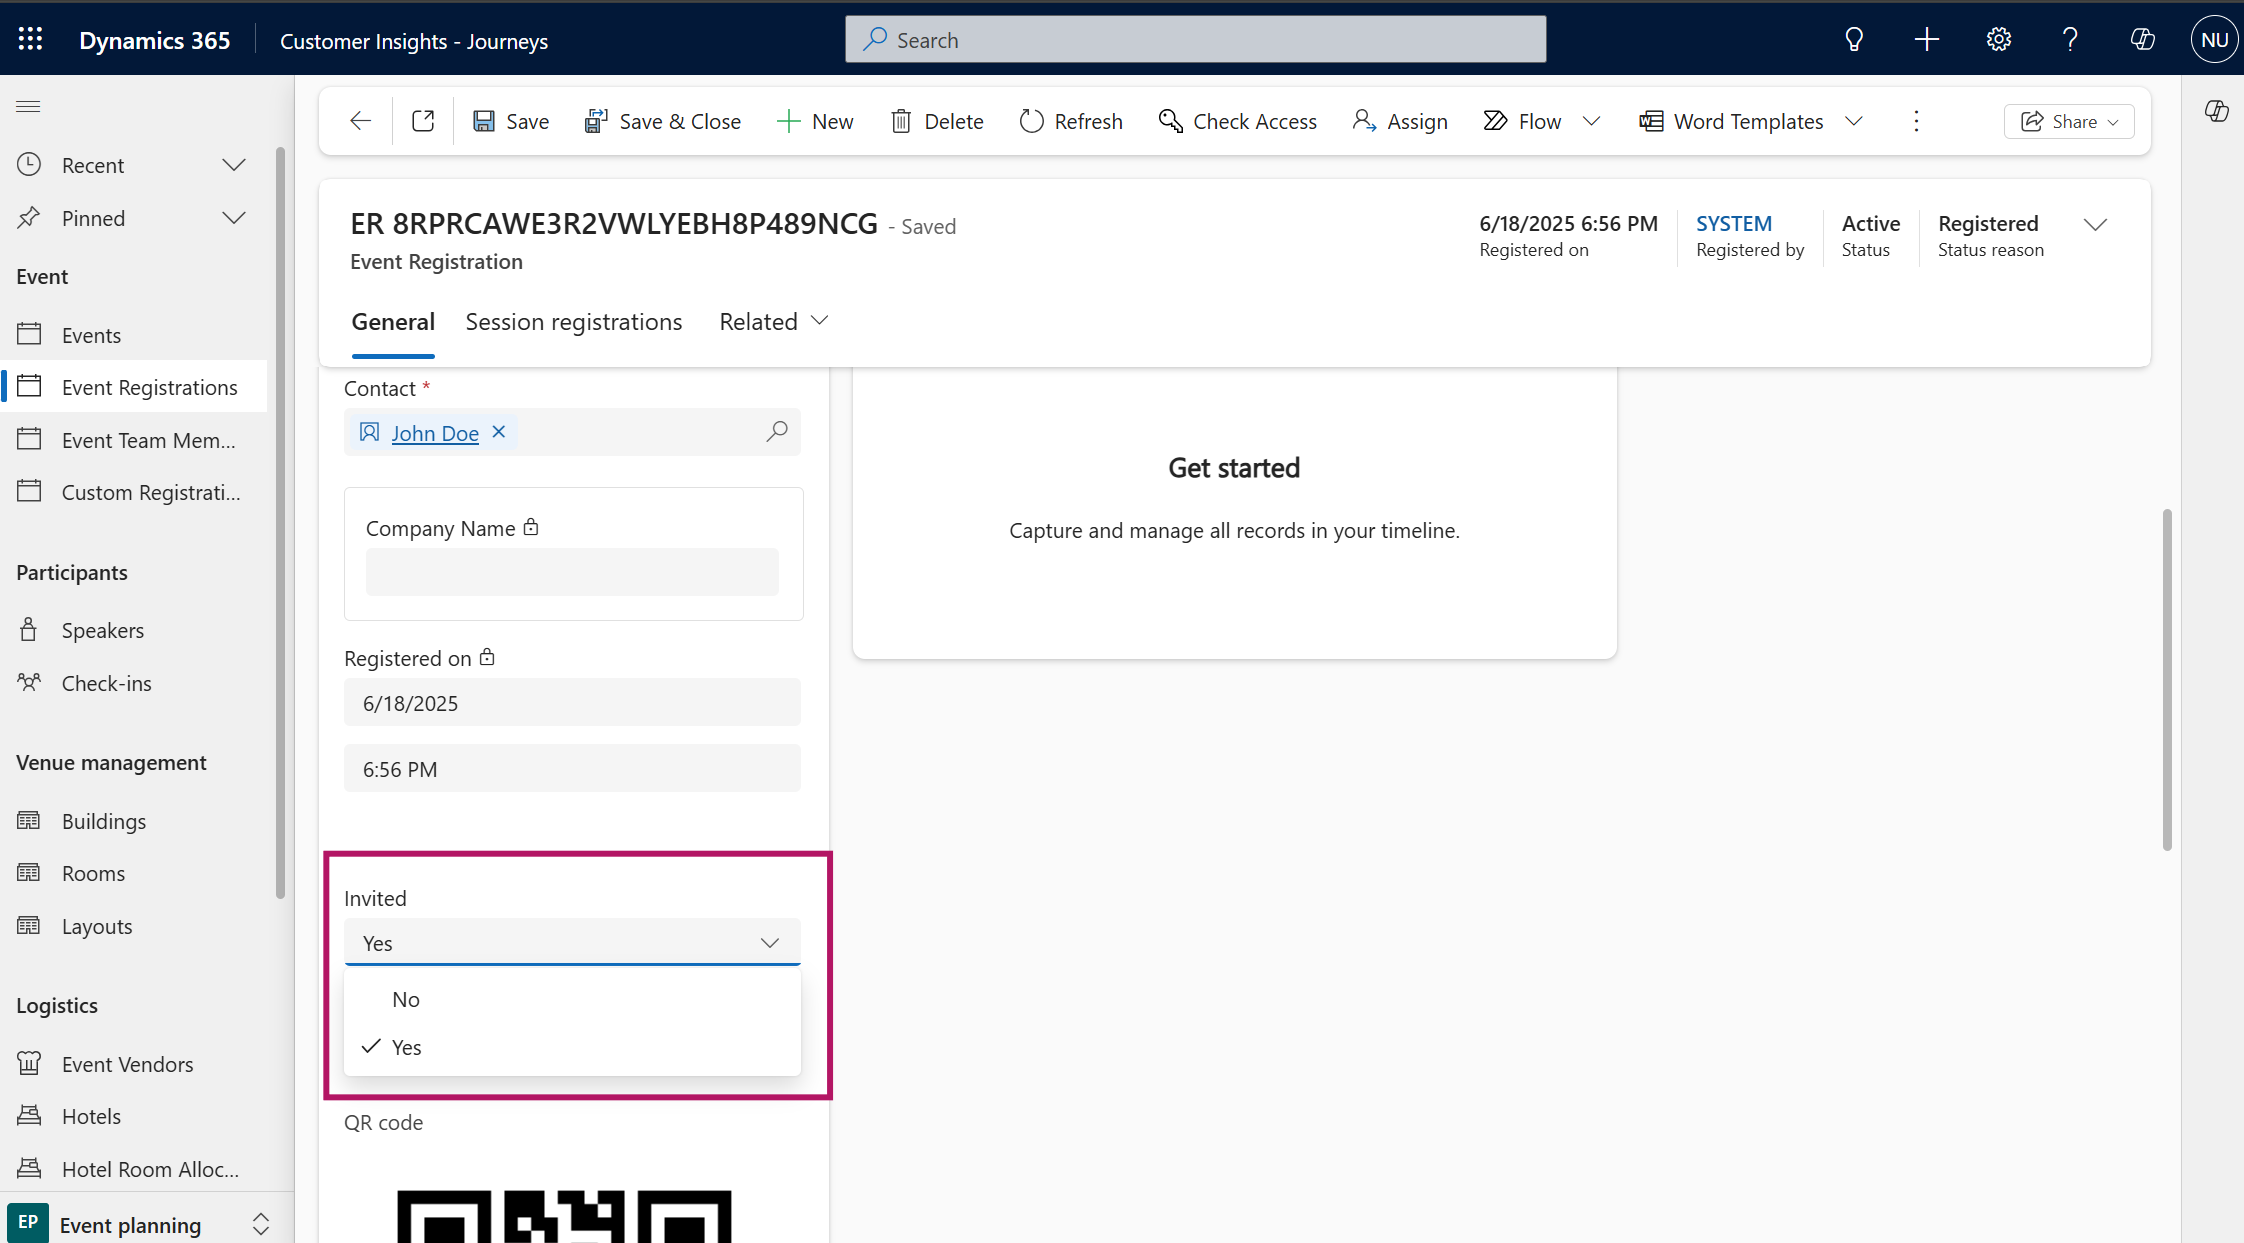 Dynamics 365
Customer Insights - Journeys
Search
NU
Save
Save & Close
New
Delete
Refresh
Check Access
Assign
Flow
Word Templates
Share
Recent
Pinned
Event
Events
Event Registrations
Event Team Mem...
Custom Registrati...
Participants
Speakers
Check-ins
Venue management
Buildings
Rooms
Layouts
Logistics
Event Vendors
Hotels
Hotel Room Alloc...
EP
Event planning
ER 8RPRCAWE3R2VWLYEBH8P489NCG - Saved
Event Registration
6/18/2025 6:56 PM
Registered on
SYSTEM
Registered by
Active
Status
Registered
Status reason
General
Session registrations
Related
Contact *
John Doe
Company Name
Registered on
6/18/2025
6:56 PM
Invited
Yes
No
Yes
QR code
Get started
Capture and manage all records in your timeline.